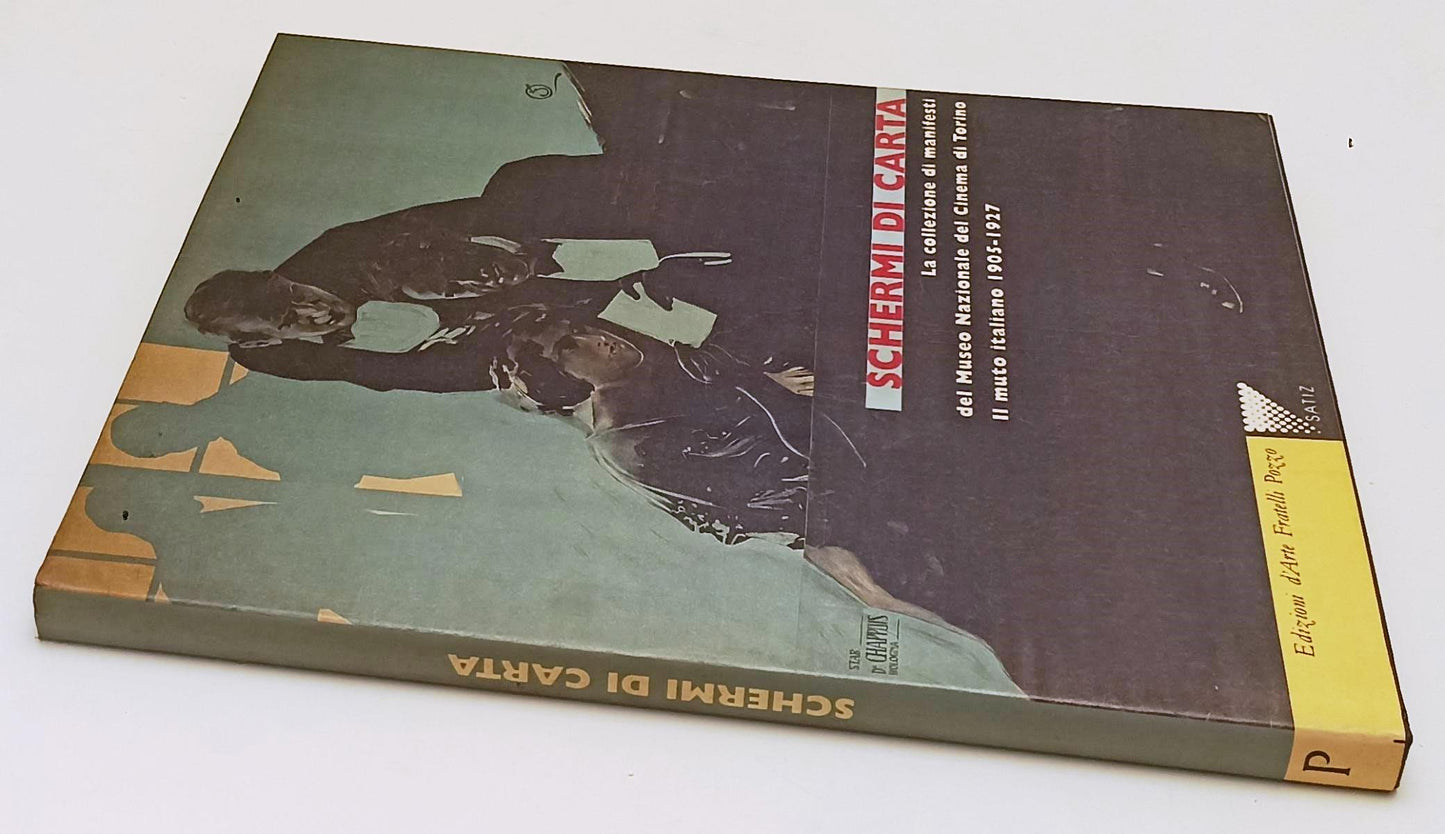 SCHERMI DI CARTA
La collezione di manifesti
del Museo Nazionale del Cinema di Torino
Il muto italiano 1905-1927
STAB
Dr CHAPPUIS
BOLOGNA
SATIZ
Edizioni d'Arte Fratelli Pozzo
SCHERMI DI CARTA
P